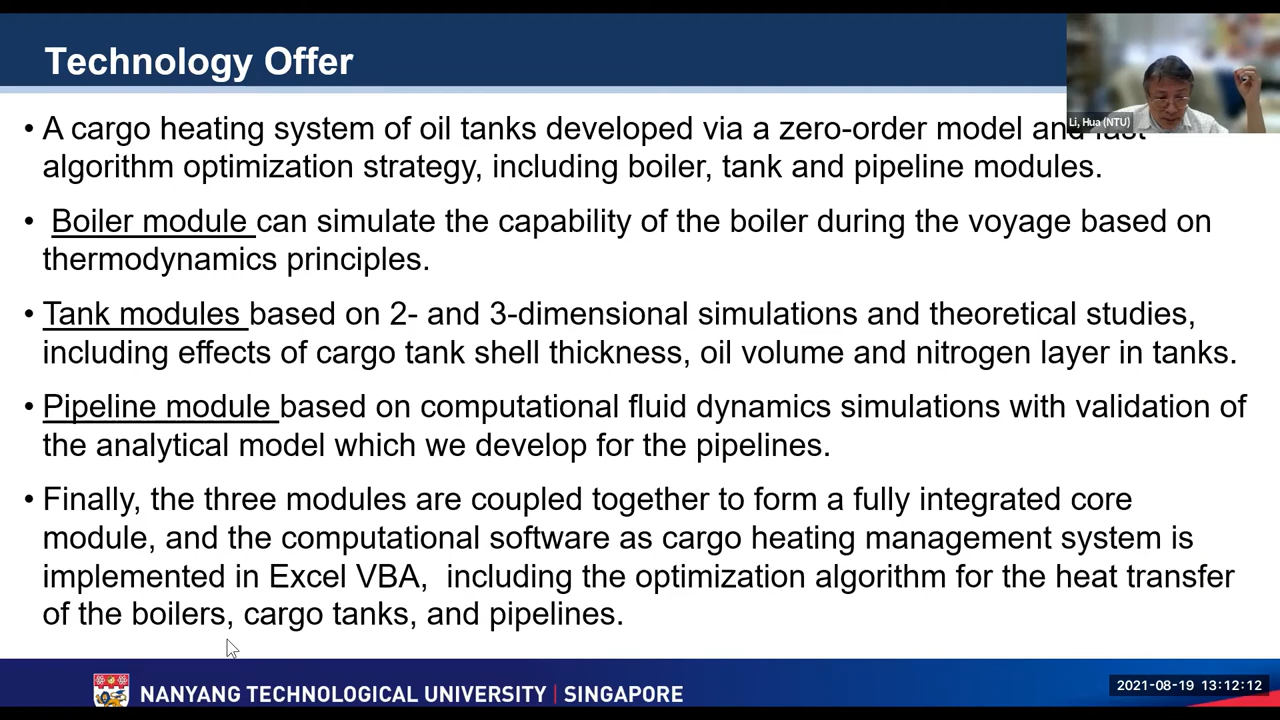 Technology Offer
Li, Hua (NTU)
• A cargo heating system of oil tanks developed via a zero-order model and fast
algorithm optimization strategy, including boiler, tank and pipeline modules.
• Boiler module can simulate the capability of the boiler during the voyage based on
thermodynamics principles.
• Tank modules based on 2- and 3-dimensional simulations and theoretical studies,
including effects of cargo tank shell thickness, oil volume and nitrogen layer in tanks.
• Pipeline module based on computational fluid dynamics simulations with validation of
the analytical model which we develop for the pipelines.
• Finally, the three modules are coupled together to form a fully integrated core
module, and the computational software as cargo heating management system is
implemented in Excel VBA, including the optimization algorithm for the heat transfer
of the boilers, cargo tanks, and pipelines.
NANYANG TECHNOLOGICAL UNIVERSITY | SINGAPORE
2021-08-19 13:12:12